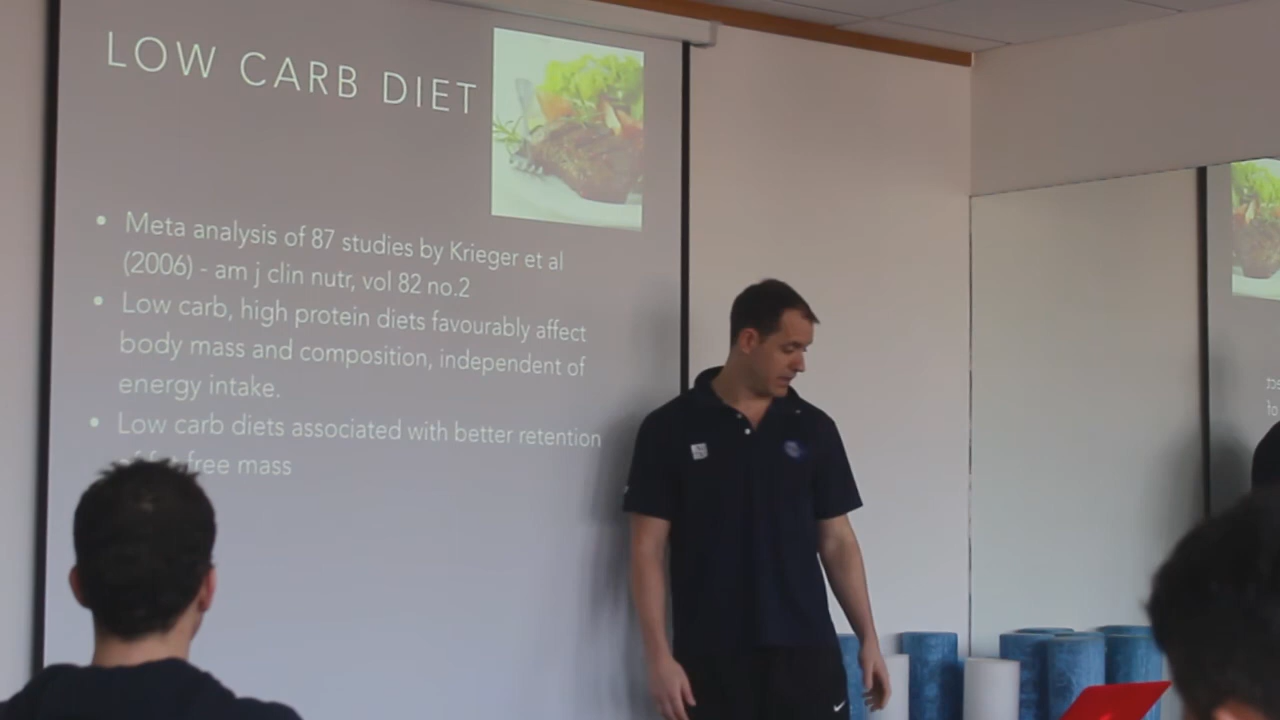 LOW CARB DIET
• Meta analysis of 87 studies by Krieger et al
(2006) - am j clin nutr, vol 82 no.2
• Low carb, high protein diets favourably affect
body mass and composition, independent of
energy intake.
• Low carb diets associated with better retention
free mass